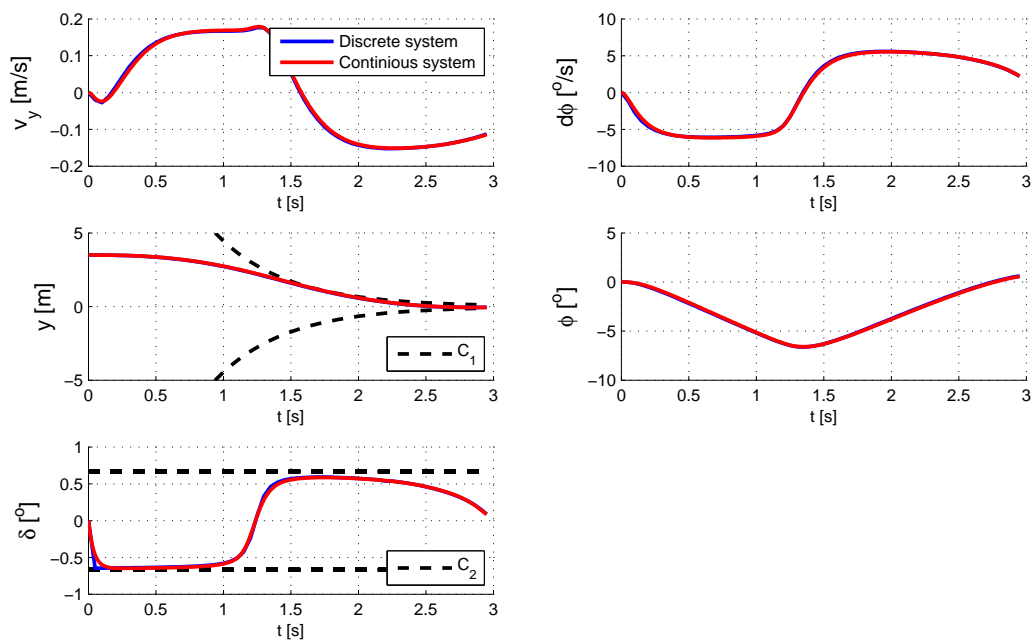 0.2
0.1
0
−0.1
0.2
v_y [m/s]
Discrete system
Continious system
0 0.5 1 1.5 2 2.5 3
t [s]
10
5
0
−5
−10
dϕ [°/s]
0 0.5 1 1.5 2 2.5 3
t [s]
5
0
−5
y [m]
C_1
0 0.5 1 1.5 2 2.5 3
t [s]
5
0
−5
−10
ϕ [°]
0 0.5 1 1.5 2 2.5 3
t [s]
1
0.5
0
−0.5
−1
δ [°]
C_2
0 0.5 1 1.5 2 2.5 3
t [s]